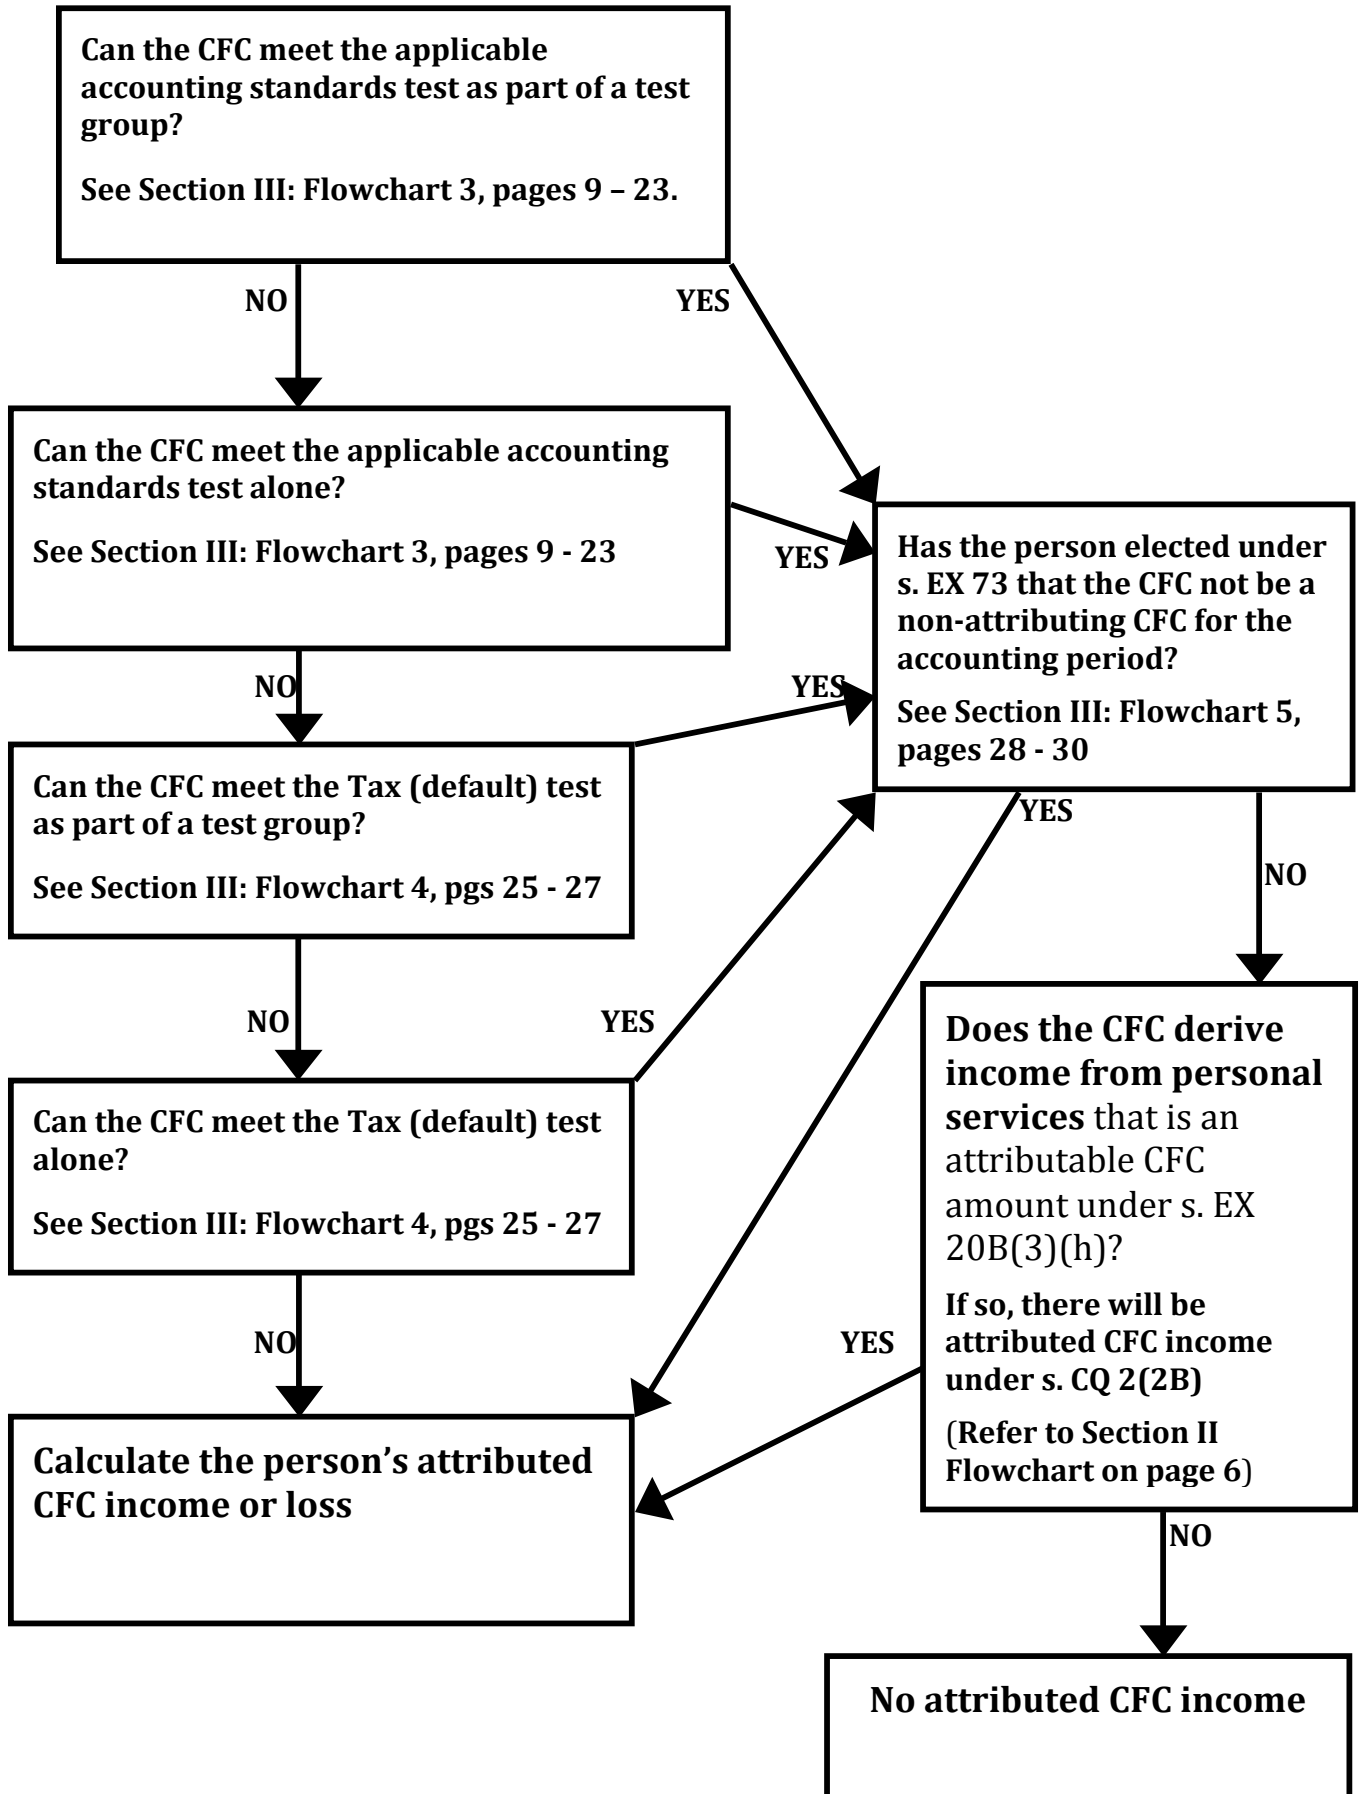 Can the CFC meet the applicable
accounting standards test as part of a test
group?
See Section III: Flowchart 3, pages 9 – 23.
NO
YES
Can the CFC meet the applicable accounting
standards test alone?
See Section III: Flowchart 3, pages 9 - 23
YES
Has the person elected under
s. EX 73 that the CFC not be a
non-attributing CFC for the
accounting period?
See Section III: Flowchart 5,
pages 28 - 30
NO
YES
Can the CFC meet the Tax (default) test
as part of a test group?
See Section III: Flowchart 4, pgs 25 - 27
YES
NO
NO
YES
Does the CFC derive
income from personal
services that is an
attributable CFC
amount under s. EX
20B(3)(h)?
If so, there will be
attributed CFC income
under s. CQ 2(2B)
(Refer to Section II
Flowchart on page 6)
Can the CFC meet the Tax (default) test
alone?
See Section III: Flowchart 4, pgs 25 - 27
NO
YES
Calculate the person’s attributed
CFC income or loss
NO
No attributed CFC income